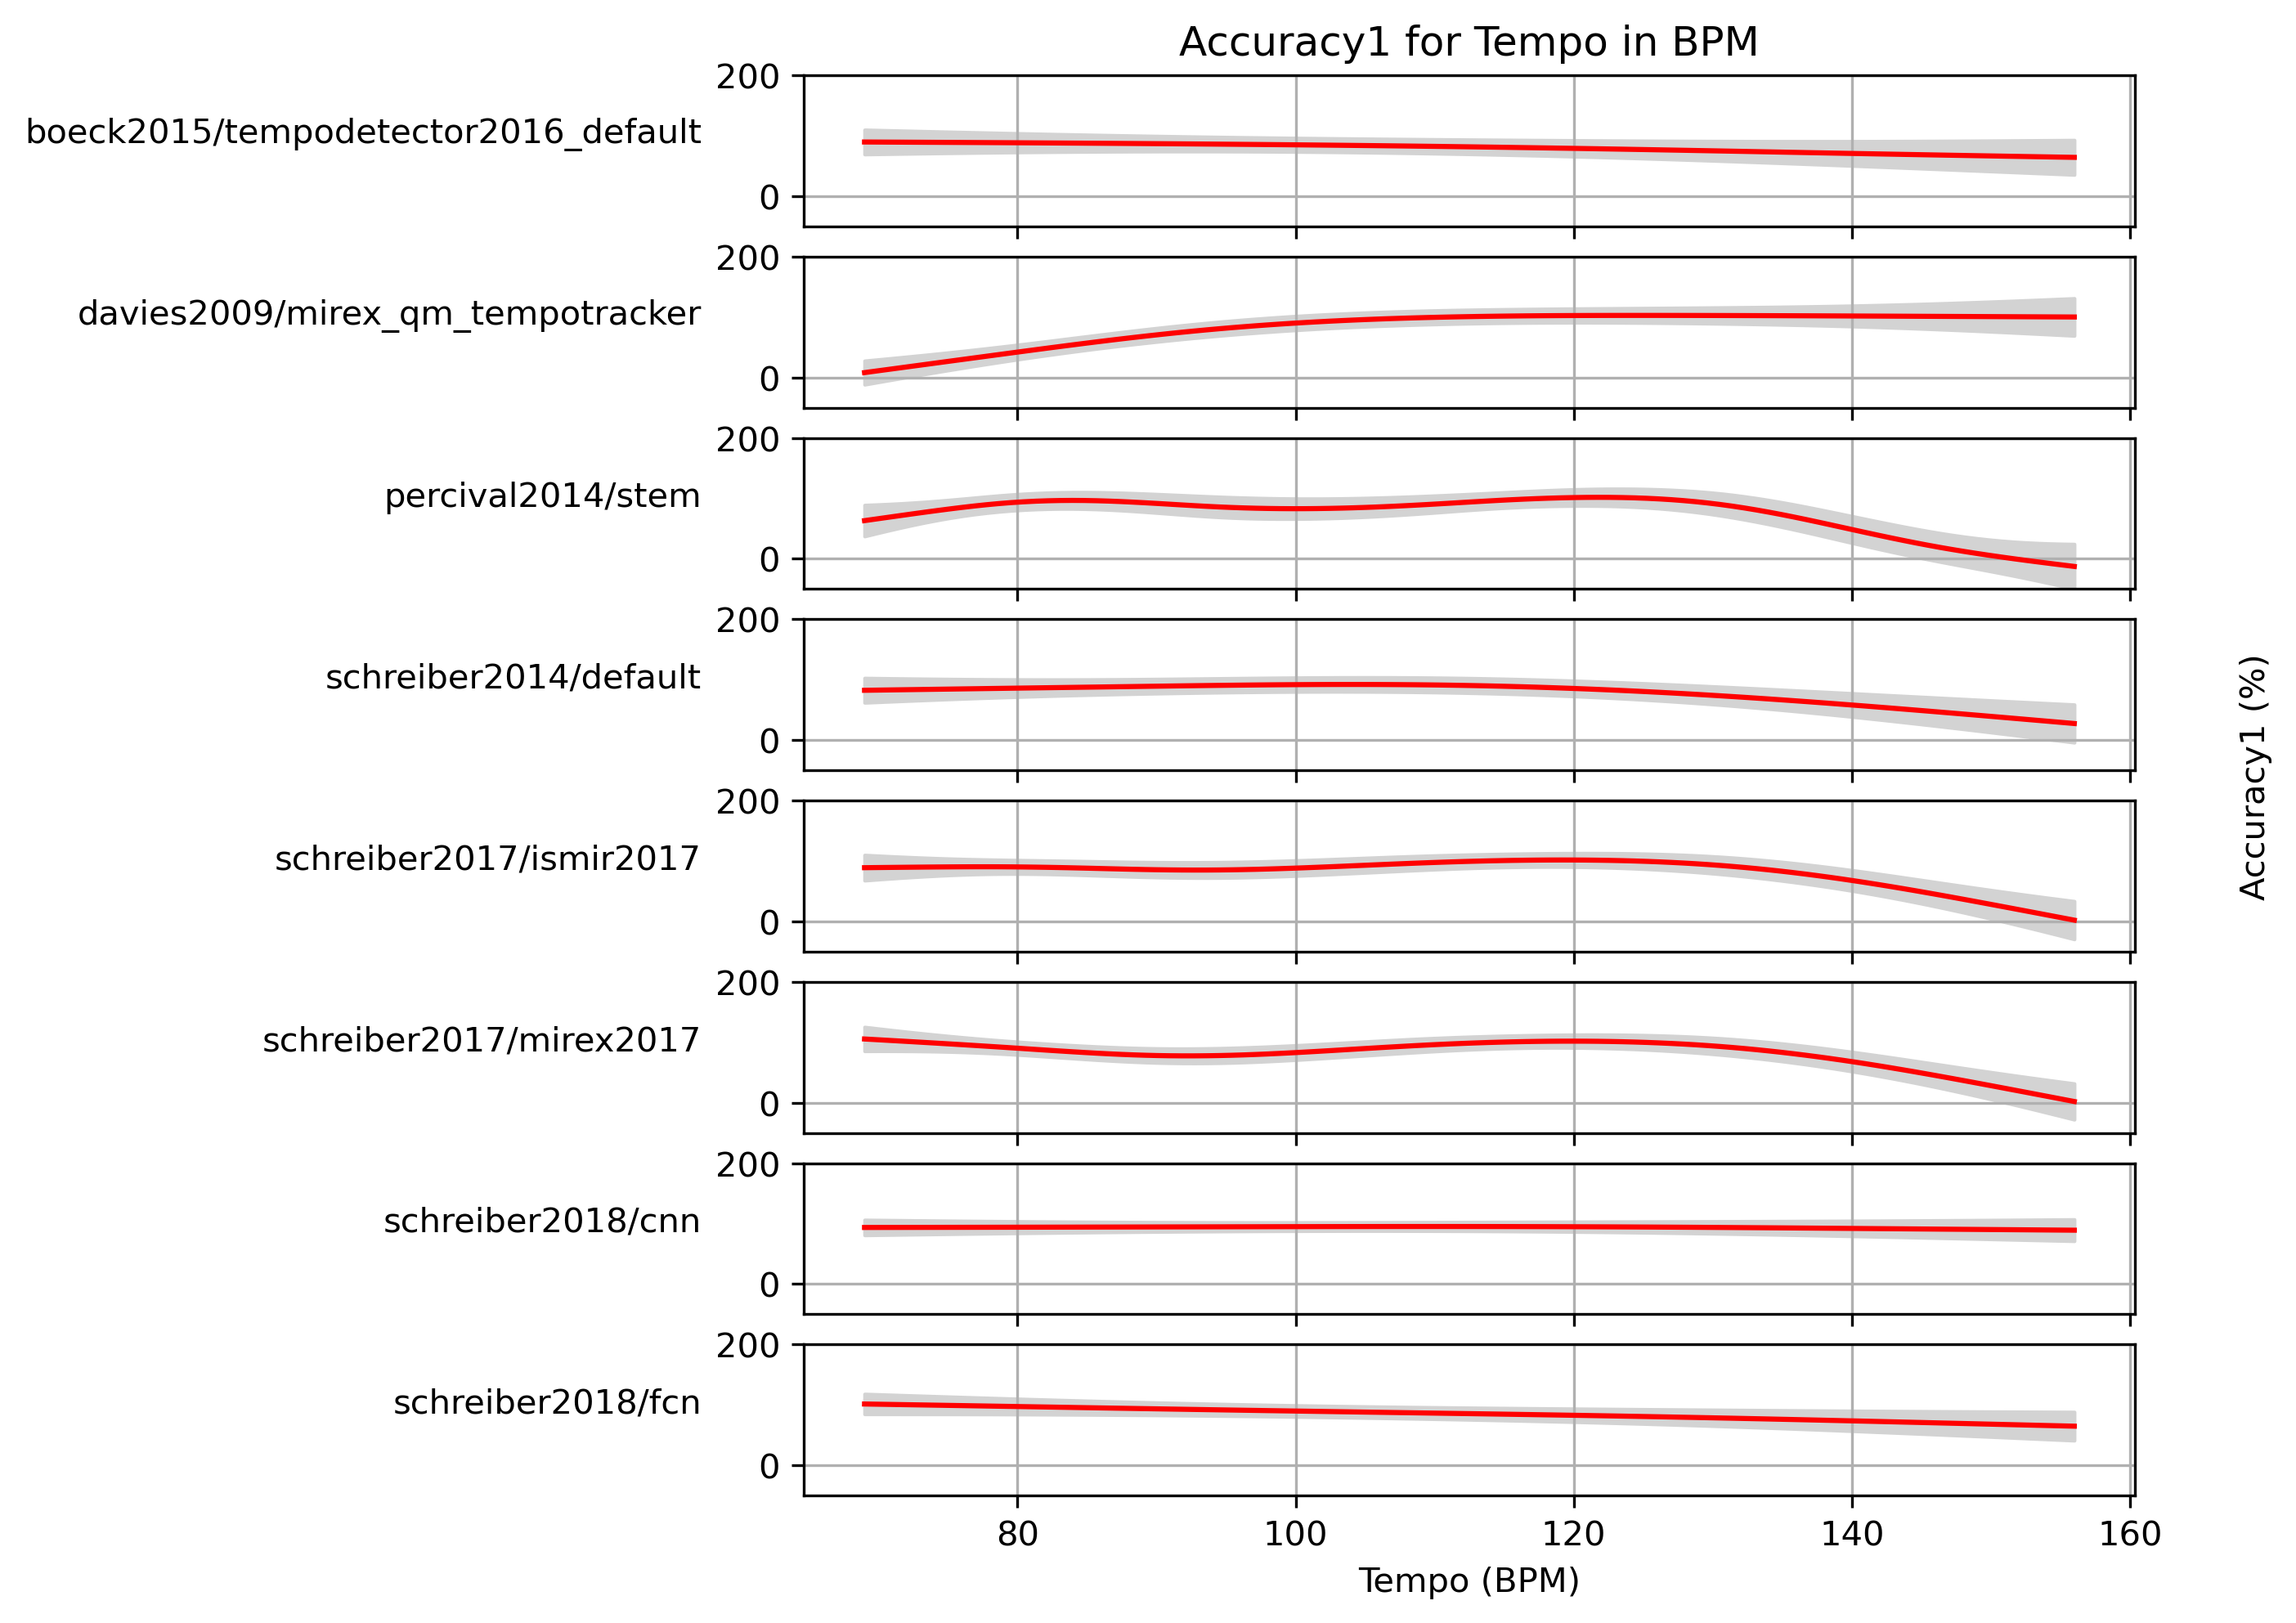 Accuracy1 for Tempo in BPM
boeck2015/tempodetector2016_default
200
0
davies2009/mirex_qm_tempotracker
200
0
percival2014/stem
200
0
schreiber2014/default
200
0
schreiber2017/ismir2017
200
0
schreiber2017/mirex2017
200
0
schreiber2018/cnn
200
0
schreiber2018/fcn
200
0
80 100 120 140 160
Tempo (BPM)
Accuracy1 (%)